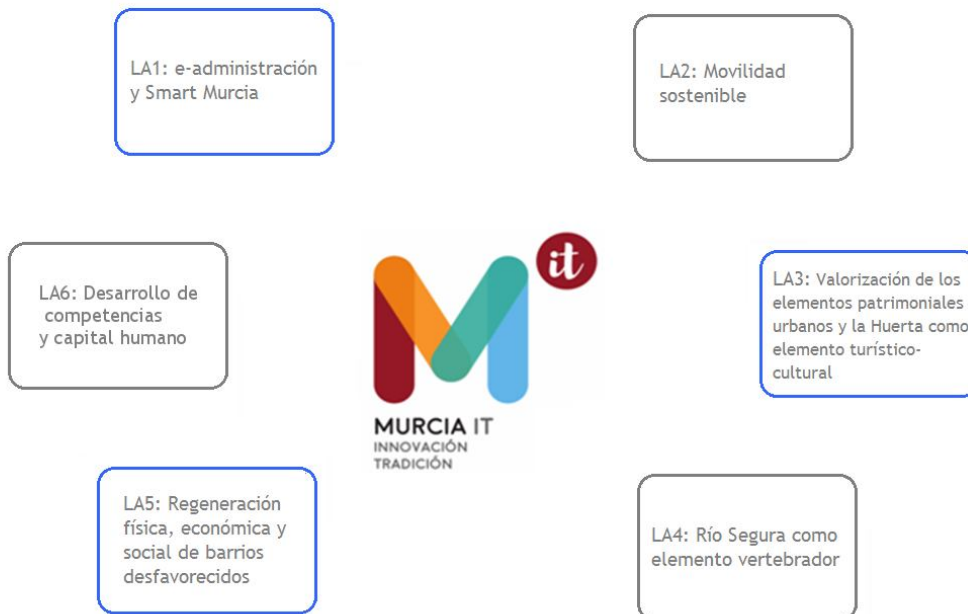 LA1: e-administración
y Smart Murcia
LA2: Movilidad
sostenible
LA6: Desarrollo de
competencias
y capital humano
it
MURCIA IT
INNOVACIÓN
TRADICIÓN
LA3: Valorización de los
elementos patrimoniales
urbanos y la Huerta como
elemento turístico-
cultural
LA5: Regeneración
física, económica y
social de barrios
desfavorecidos
LA4: Río Segura como
elemento vertebrador